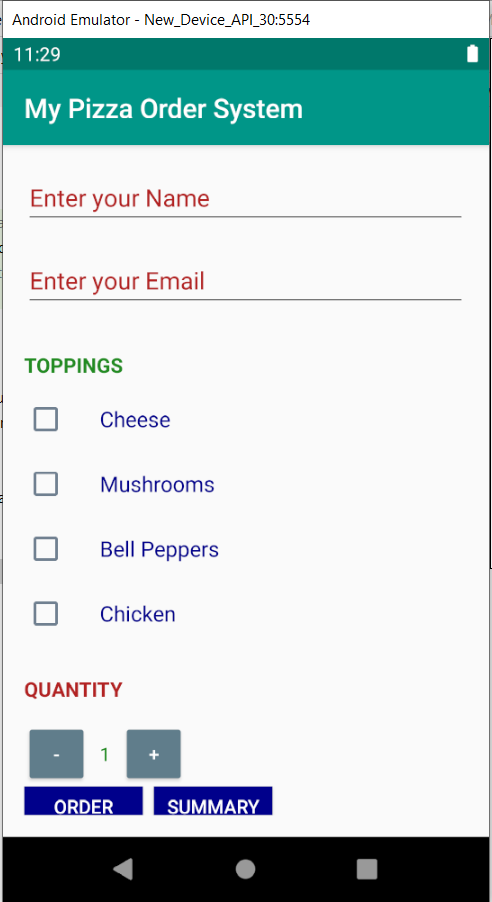 Android Emulator - New_Device_API_30:5554
11:29
My Pizza Order System
Enter your Name
Enter your Email
TOPPINGS
Cheese
Mushrooms
Bell Peppers
Chicken
QUANTITY
- 1 +
ORDER SUMMARY